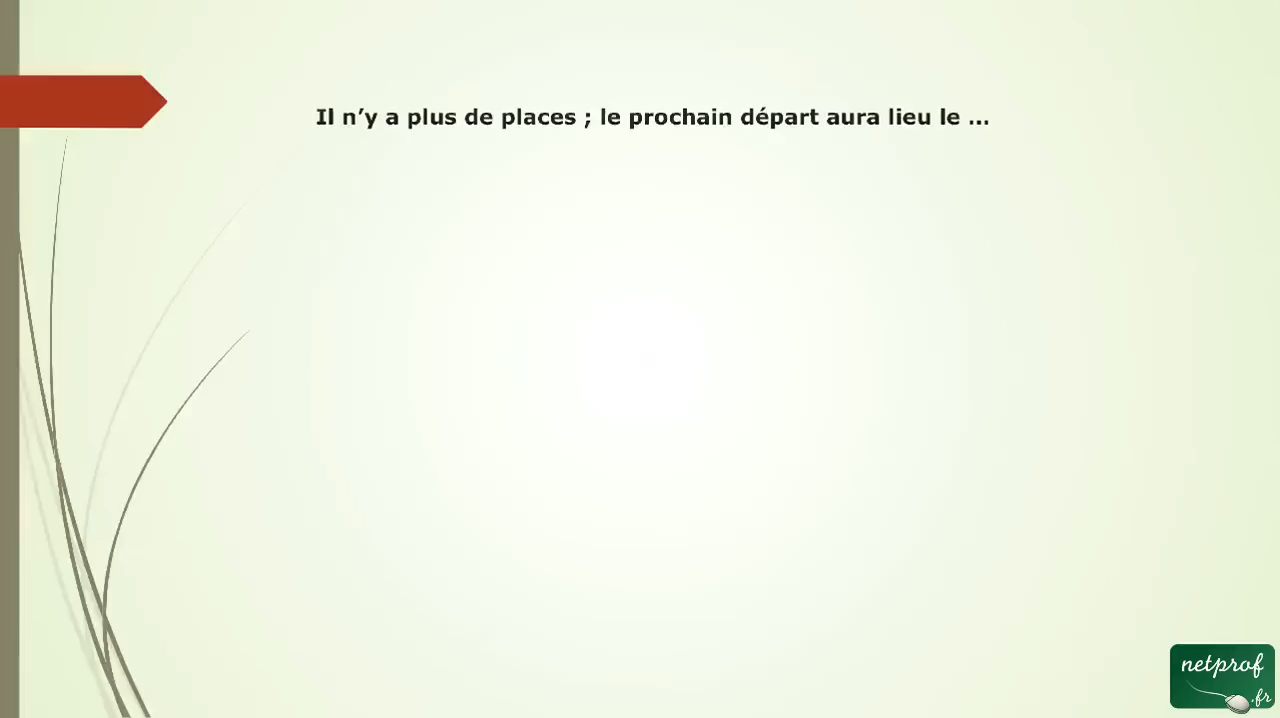 Il n’y a plus de places ; le prochain départ aura lieu le ...
netprof
.fr